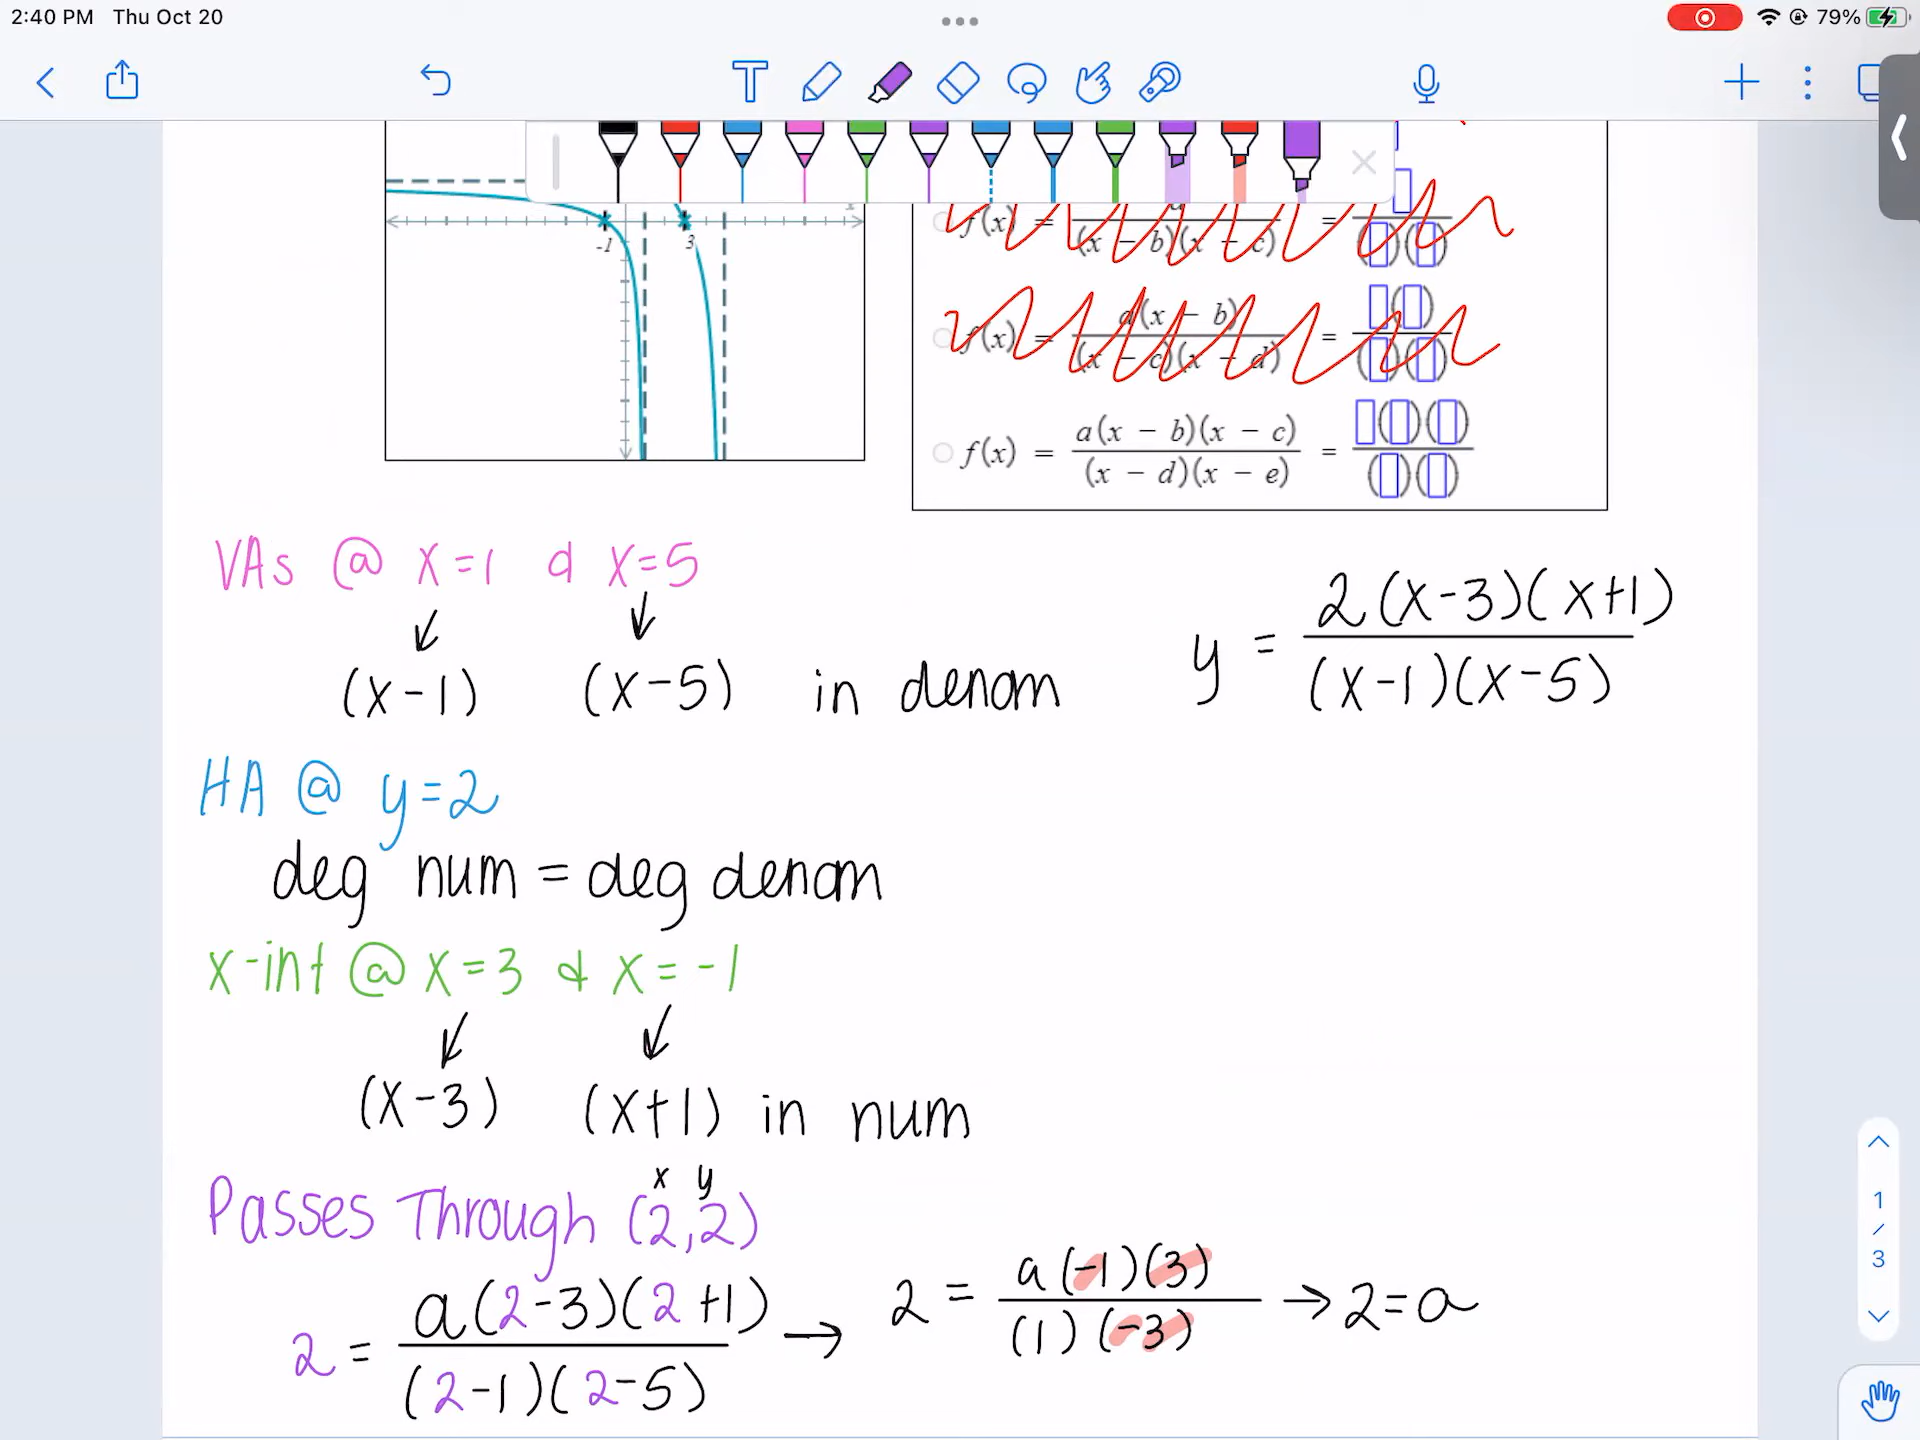 2:40 PM Thu Oct 20
79%
T
-1
3
f(x) = a / (x − b)(x − c) = □ / (□)(□)
f(x) = a(x − b) / (x − c)(x − d) = □(□) / (□)(□)
f(x) = a(x − b)(x − c) / (x − d)(x − e) = □(□)(□) / (□)(□)
VAs @ x=1 & x=5
(x-1) (x-5) in denom
y = 2(x-3)(x+1) / (x-1)(x-5)
HA @ y=2
deg num = deg denom
x-int @ x=3 & x=-1
(x-3) (x+1) in num
x y
Passes Through (2,2)
2 = a(2-3)(2+1) / (2-1)(2-5) → 2 = a(-1)(3) / (1)(-3) → 2=a
1
/
3